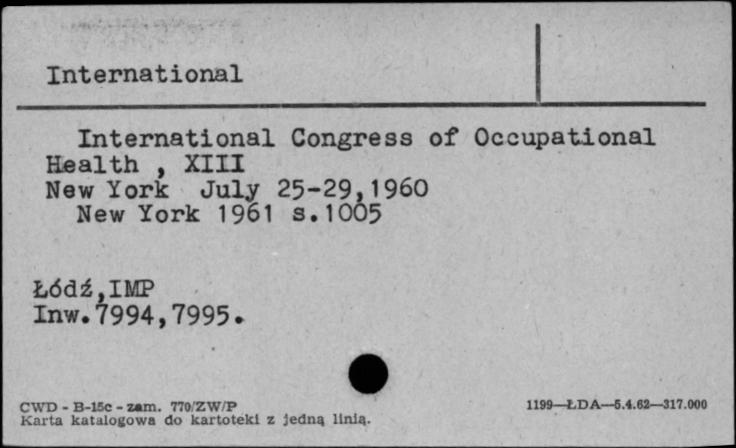 International
International Congress of Occupational
Health , XIII
New York July 25-29,1960
New York 1961 s.1005
Łódź,IMP
Inw.7994,7995.
CWD - B-15c - zam. 770/ZW/P
1199—ŁDA—5.4.62—317.000
Karta katalogowa do kartoteki z jedną linią.